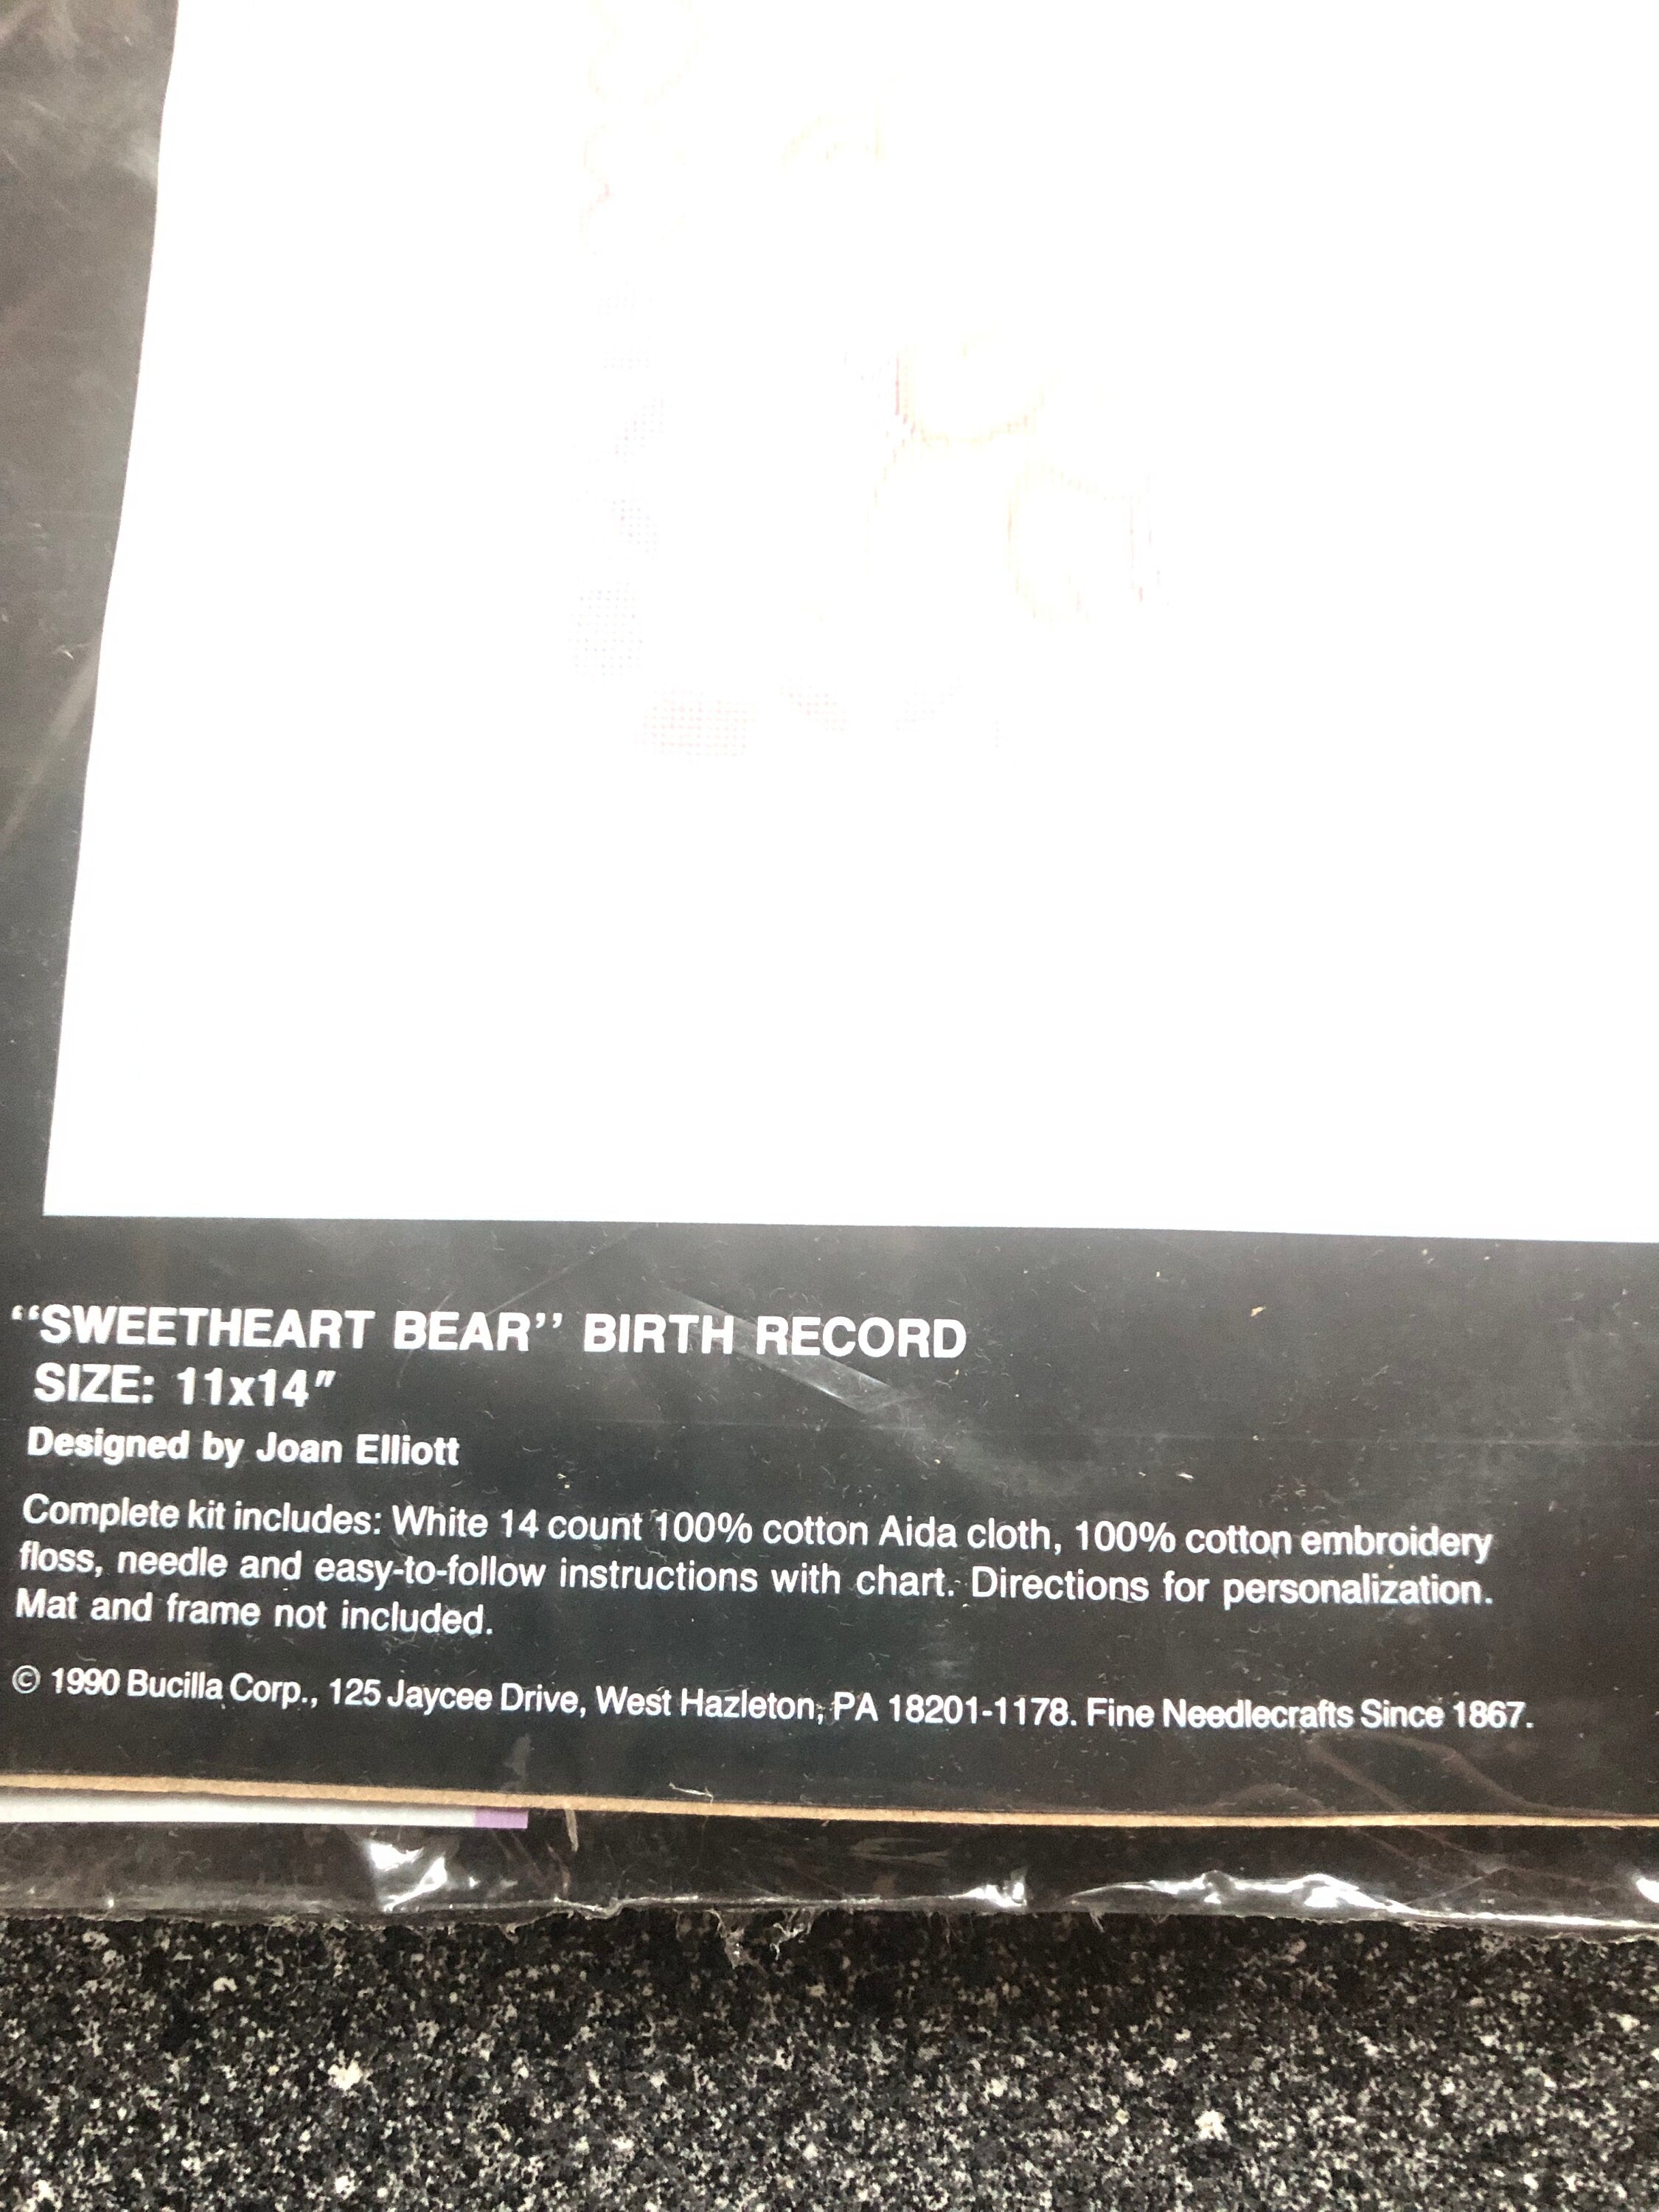 “SWEETHEART BEAR” BIRTH RECORD
SIZE: 11x14″
Designed by Joan Elliott
Complete kit includes: White 14 count 100% cotton Aida cloth, 100% cotton embroidery
floss, needle and easy-to-follow instructions with chart. Directions for personalization.
Mat and frame not included.
© 1990 Bucilla Corp., 125 Jaycee Drive, West Hazleton, PA 18201-1178. Fine Needlecrafts Since 1867.